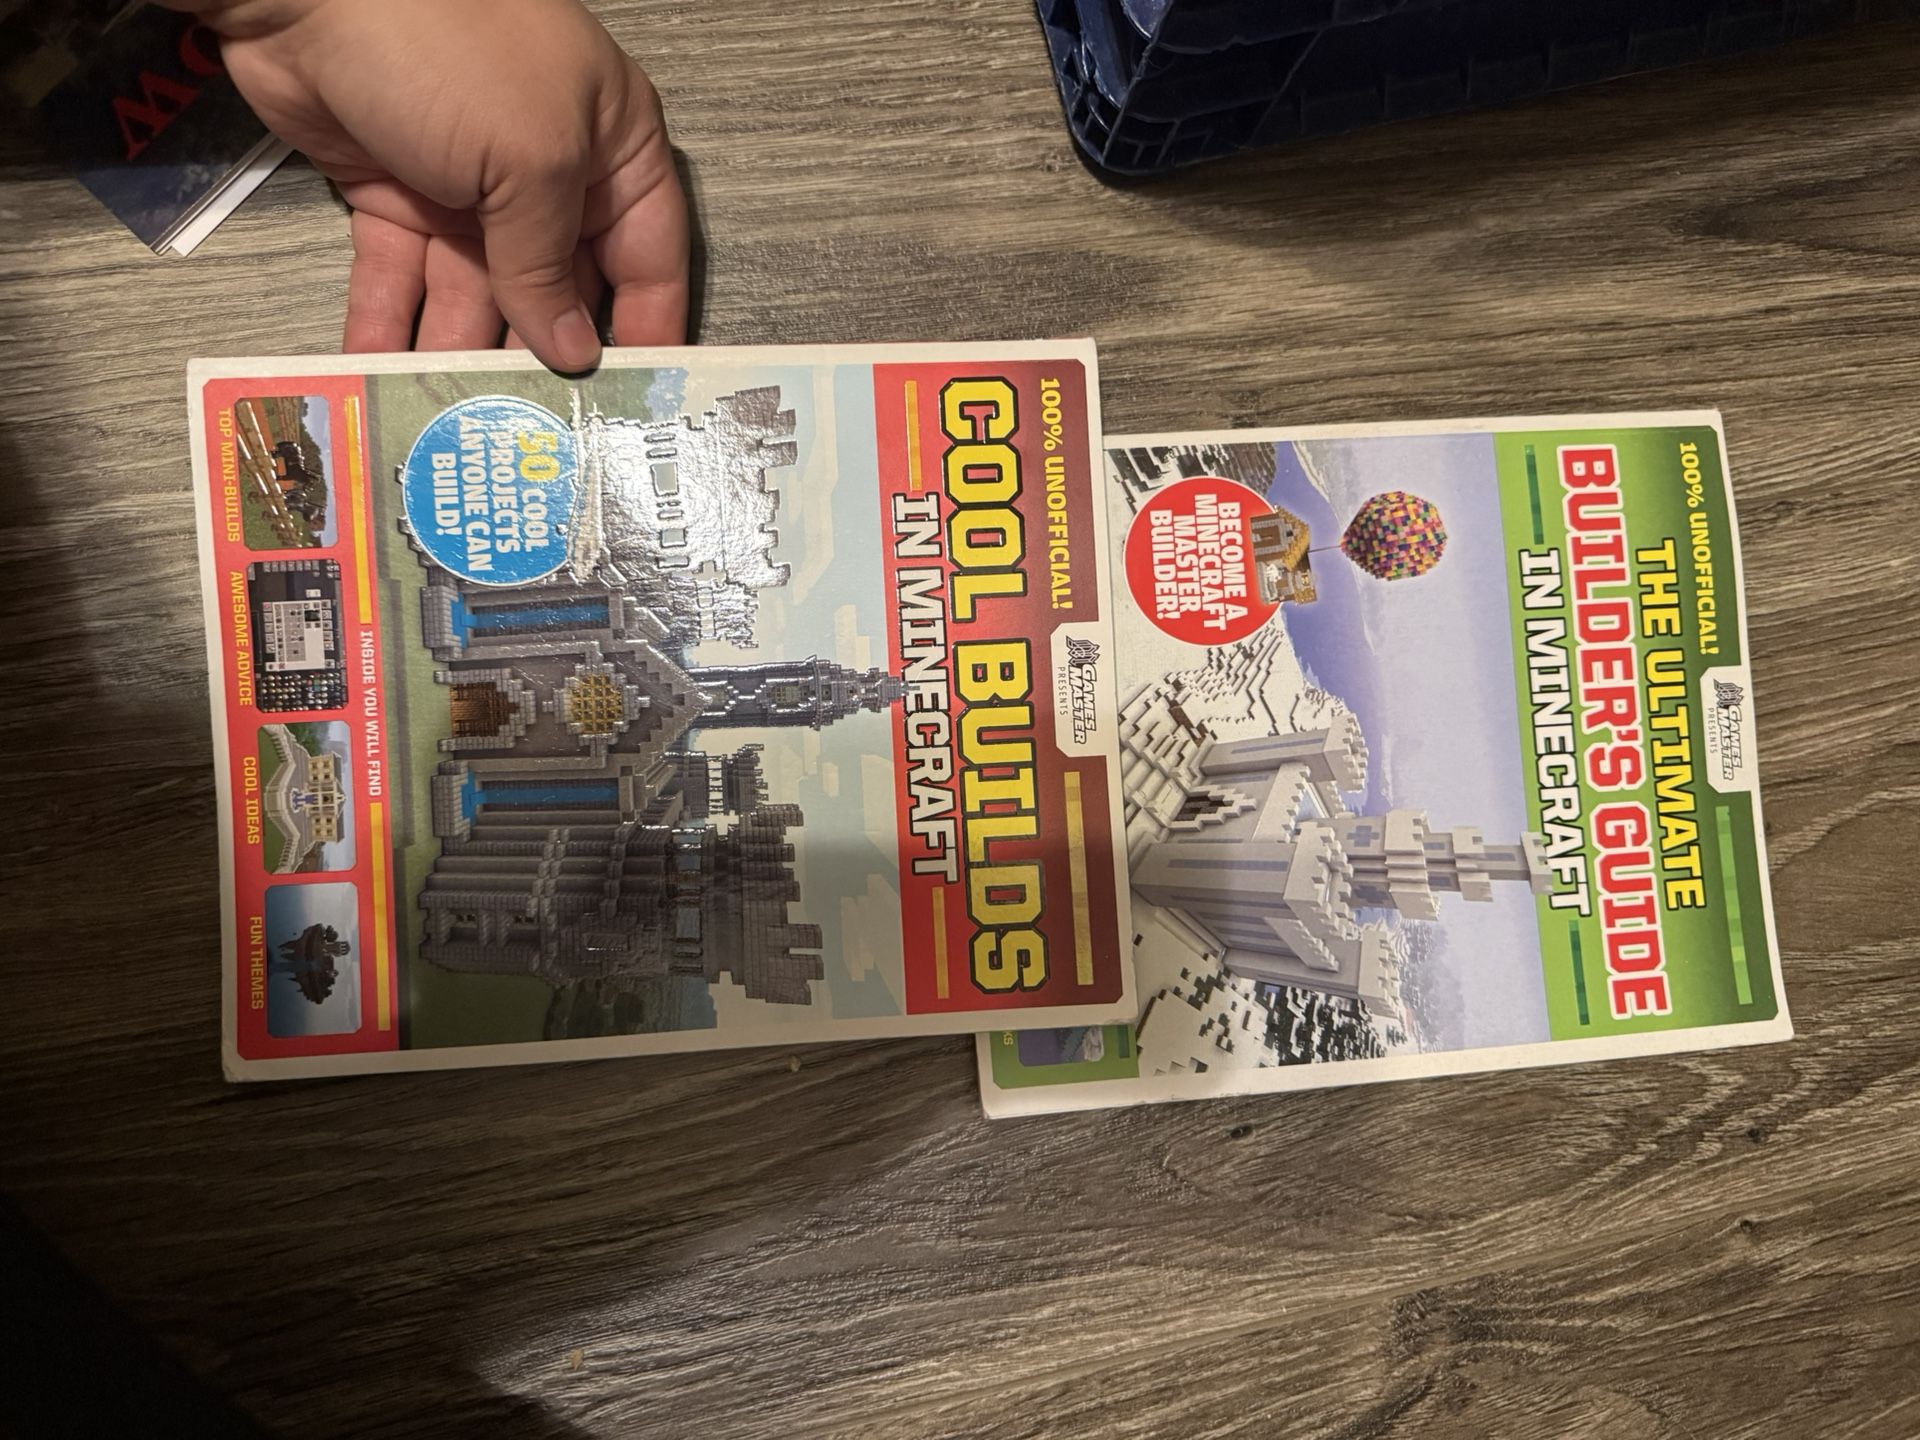 100% UNOFFICIAL!
GAMES
MASTER
PRESENTS
COOL BUILDS
IN MINECRAFT
50 COOL
PROJECTS
ANYONE CAN
BUILD!
INSIDE YOU WILL FIND
TOP MINI-BUILDS
AWESOME ADVICE
COOL IDEAS
FUN THEMES
100% UNOFFICIAL!
GAMES
MASTER
PRESENTS
THE ULTIMATE
BUILDER'S GUIDE
IN MINECRAFT
BECOME A
MINECRAFT
MASTER
BUILDER!